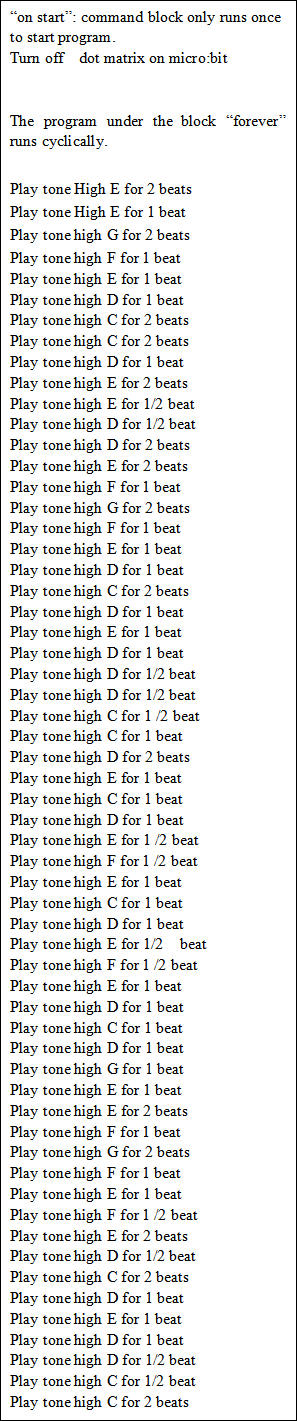 “on start”: command block only runs once
to start program.
Turn off dot matrix on micro:bit
The program under the block “forever”
runs cyclically.
Play tone High E for 2 beats
Play tone High E for 1 beat
Play tone high G for 2 beats
Play tone high F for 1 beat
Play tone high E for 1 beat
Play tone high D for 1 beat
Play tone high C for 2 beats
Play tone high C for 2 beats
Play tone high D for 1 beat
Play tone high E for 2 beats
Play tone high E for 1/2 beat
Play tone high D for 1/2 beat
Play tone high D for 2 beats
Play tone high E for 2 beats
Play tone high F for 1 beat
Play tone high G for 2 beats
Play tone high F for 1 beat
Play tone high E for 1 beat
Play tone high D for 1 beat
Play tone high C for 2 beats
Play tone high D for 1 beat
Play tone high E for 1 beat
Play tone high D for 1 beat
Play tone high D for 1/2 beat
Play tone high D for 1/2 beat
Play tone high C for 1 /2 beat
Play tone high C for 1 beat
Play tone high D for 2 beats
Play tone high E for 1 beat
Play tone high C for 1 beat
Play tone high D for 1 beat
Play tone high E for 1 /2 beat
Play tone high F for 1 /2 beat
Play tone high E for 1 beat
Play tone high C for 1 beat
Play tone high D for 1 beat
Play tone high E for 1/2 beat
Play tone high F for 1 /2 beat
Play tone high E for 1 beat
Play tone high D for 1 beat
Play tone high C for 1 beat
Play tone high D for 1 beat
Play tone high G for 1 beat
Play tone high E for 1 beat
Play tone high E for 2 beats
Play tone high F for 1 beat
Play tone high G for 2 beats
Play tone high F for 1 beat
Play tone high E for 1 beat
Play tone high F for 1 /2 beat
Play tone high E for 2 beats
Play tone high D for 1/2 beat
Play tone high C for 2 beats
Play tone high D for 1 beat
Play tone high E for 1 beat
Play tone high D for 1 beat
Play tone high D for 1/2 beat
Play tone high C for 1/2 beat
Play tone high C for 2 beats